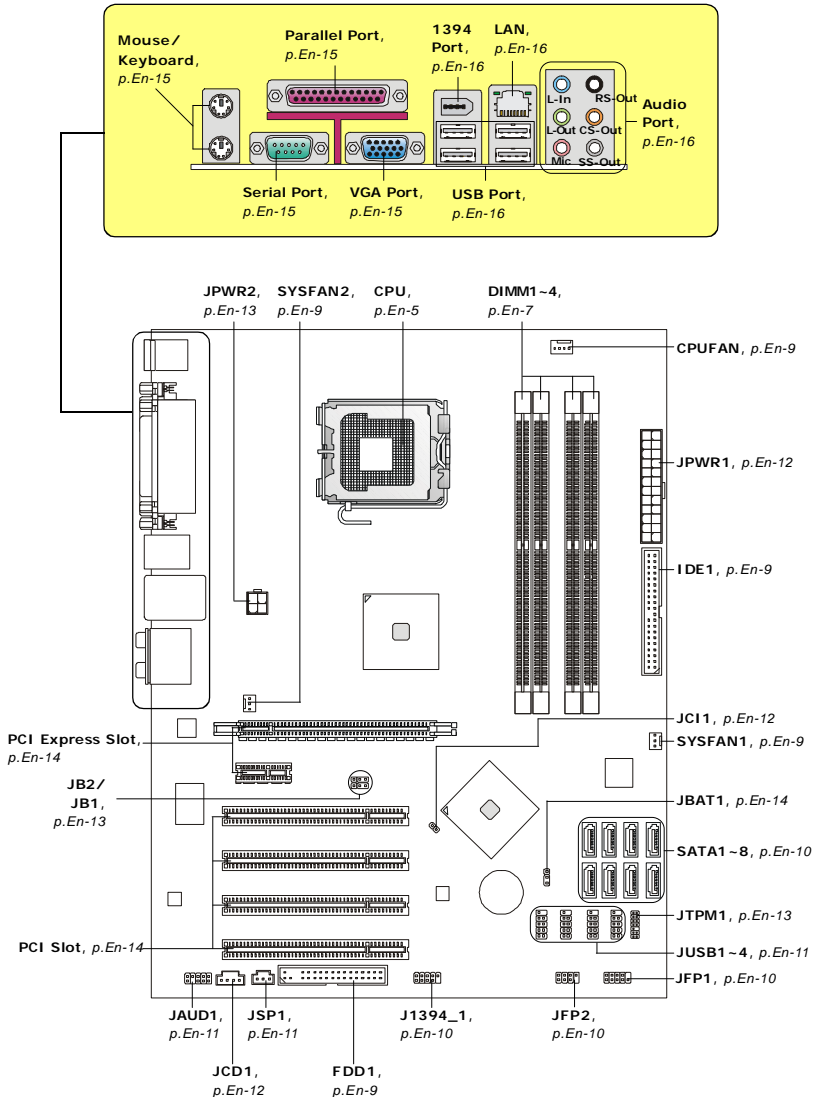 Mouse/
Keyboard,
p.En-15
Parallel Port,
p.En-15
1394
Port,
p.En-16
LAN,
p.En-16
L-In
RS-Out
L-Out
CS-Out
Mic
SS-Out
Audio
Port,
p.En-16
Serial Port,
p.En-15
VGA Port,
p.En-15
USB Port,
p.En-16
JPWR2,
p.En-13
SYSFAN2,
p.En-9
CPU,
p.En-5
DIMM1~4,
p.En-7
CPUFAN, p.En-9
JPWR1, p.En-12
IDE1, p.En-9
JCI1, p.En-12
SYSFAN1, p.En-9
PCI Express Slot,
p.En-14
JB2/
JB1,
p.En-13
JBAT1, p.En-14
SATA1~8, p.En-10
JTPM1, p.En-13
PCI Slot, p.En-14
JUSB1~4, p.En-11
JFP1, p.En-10
JAUD1,
p.En-11
JSP1,
p.En-11
J1394_1,
p.En-10
JFP2,
p.En-10
JCD1,
p.En-12
FDD1,
p.En-9